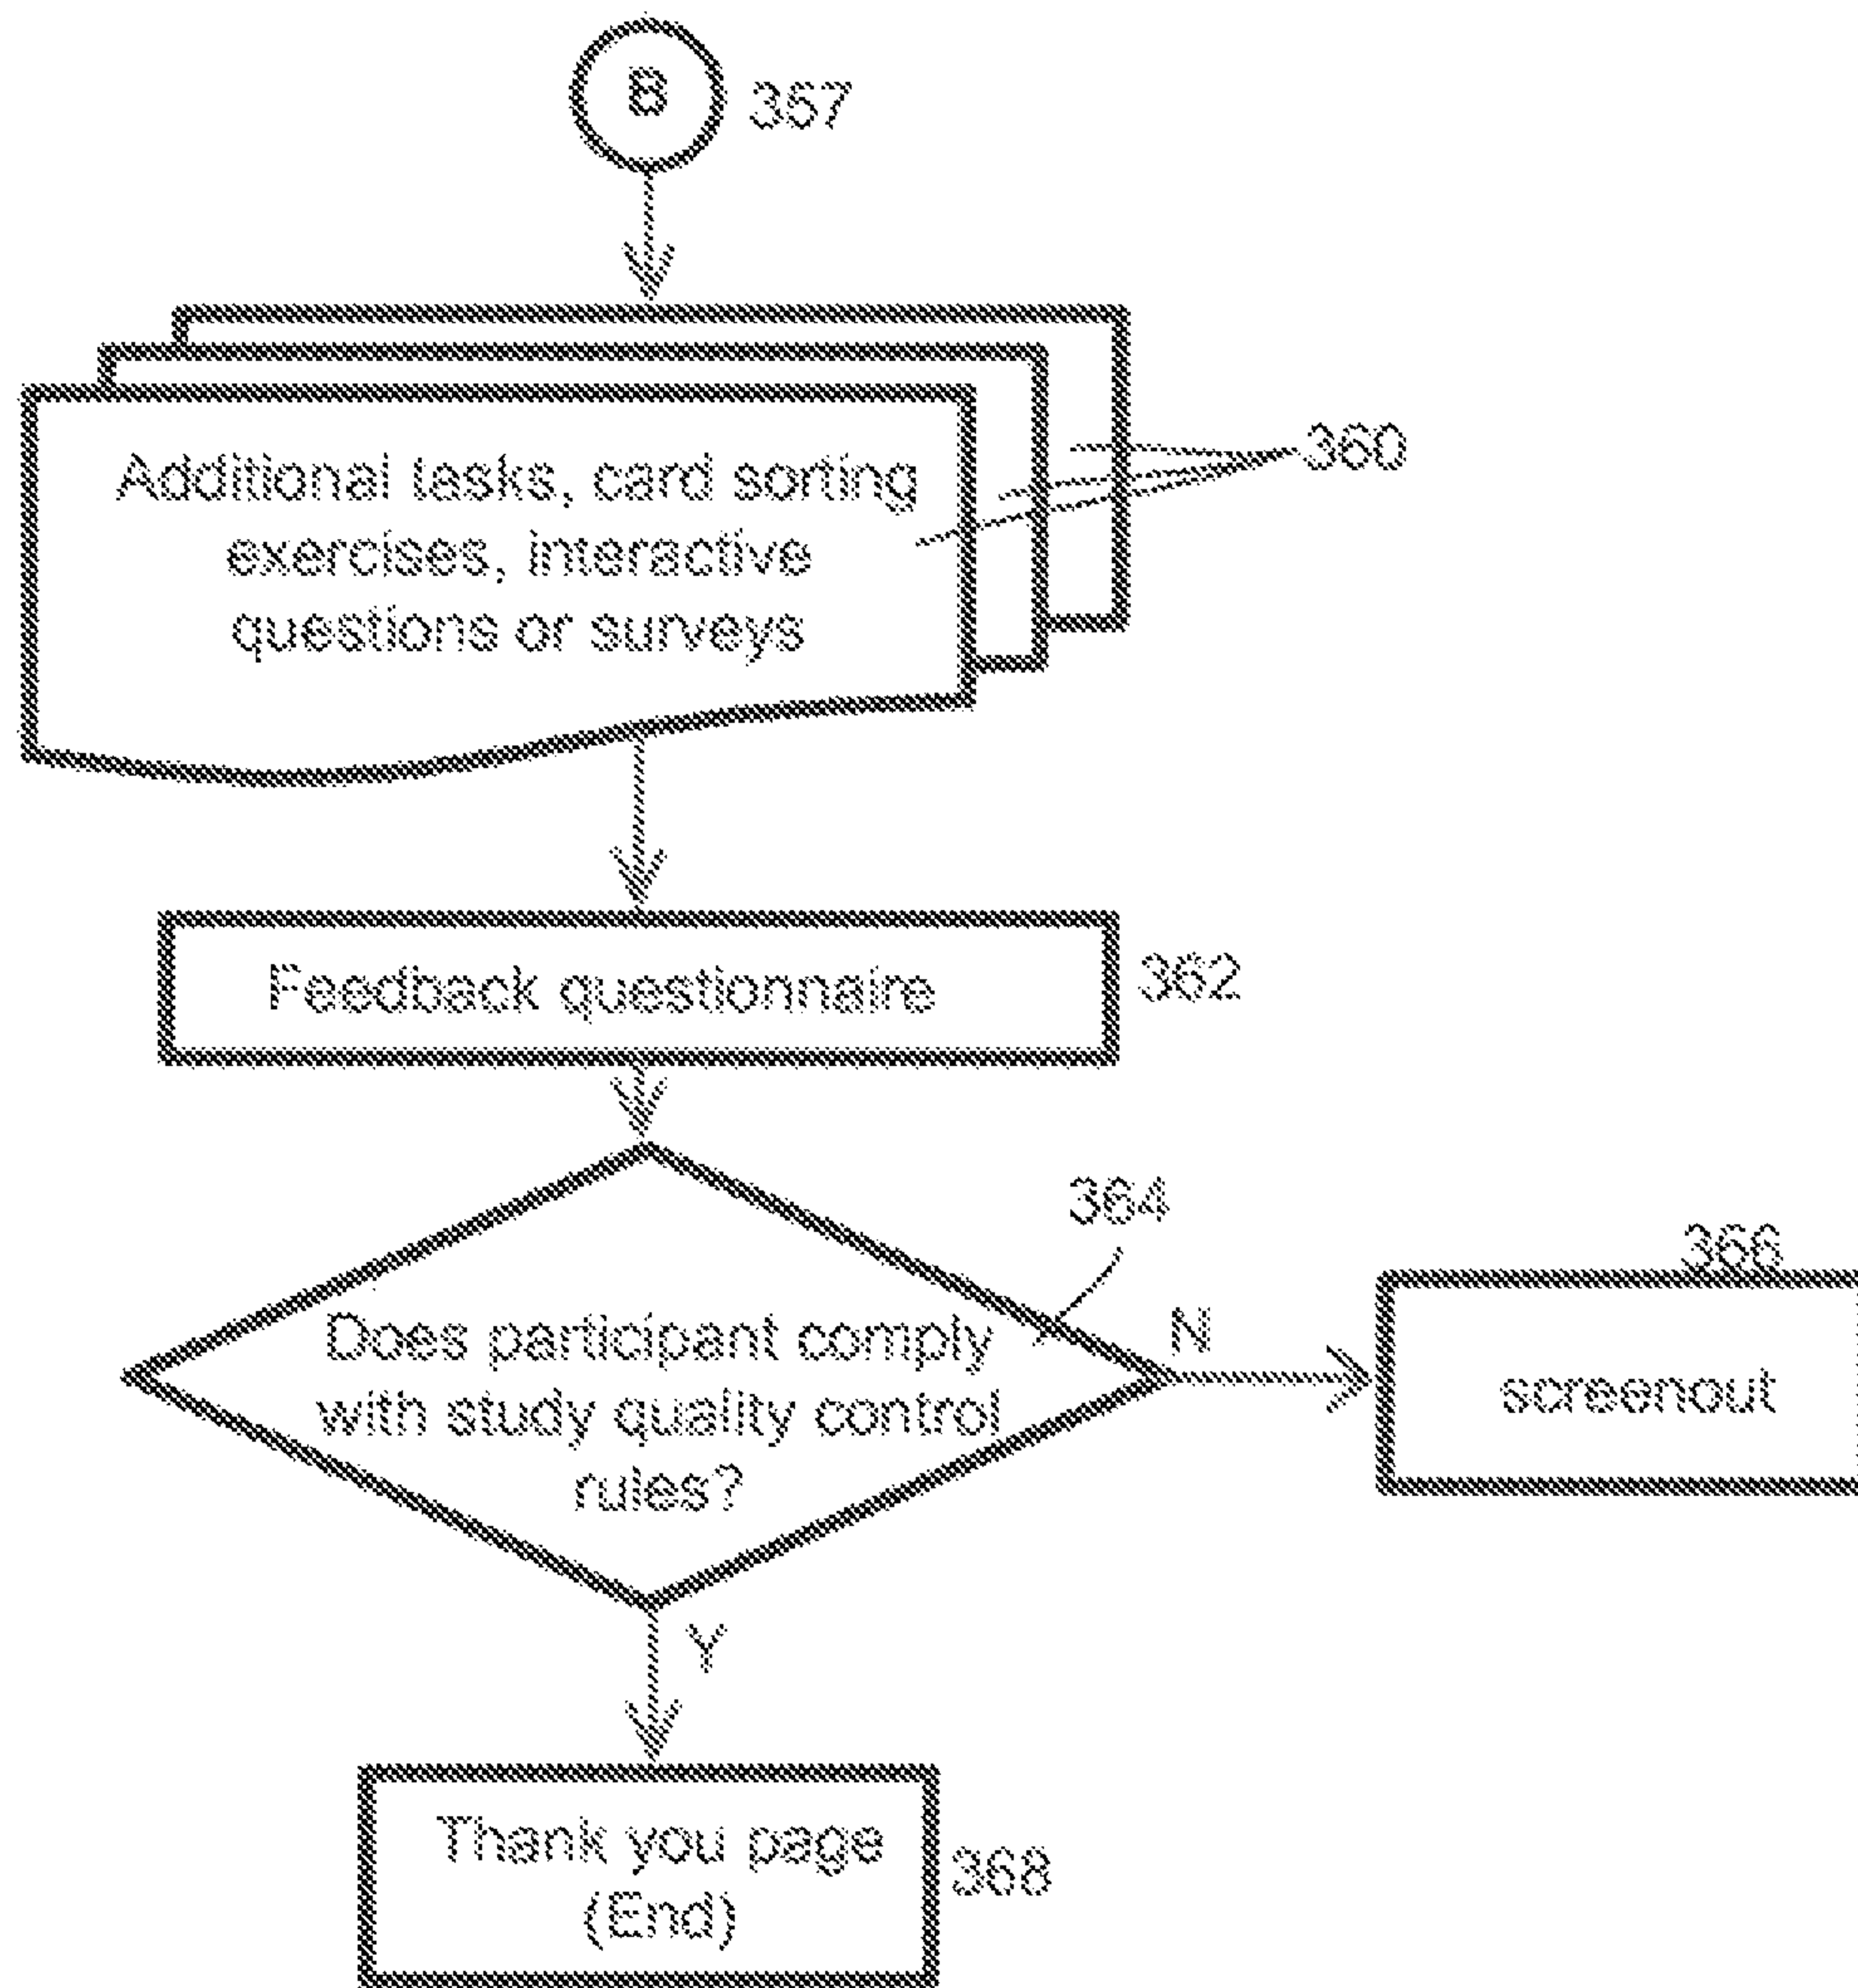 B
357
Additional tasks, card sorting
exercises, interactive
questions or surveys
360
Feedback questionnaire
362
364
Does participant comply
with study quality control
rules?
N
366
screenout
Y
Thank you page
(End)
368